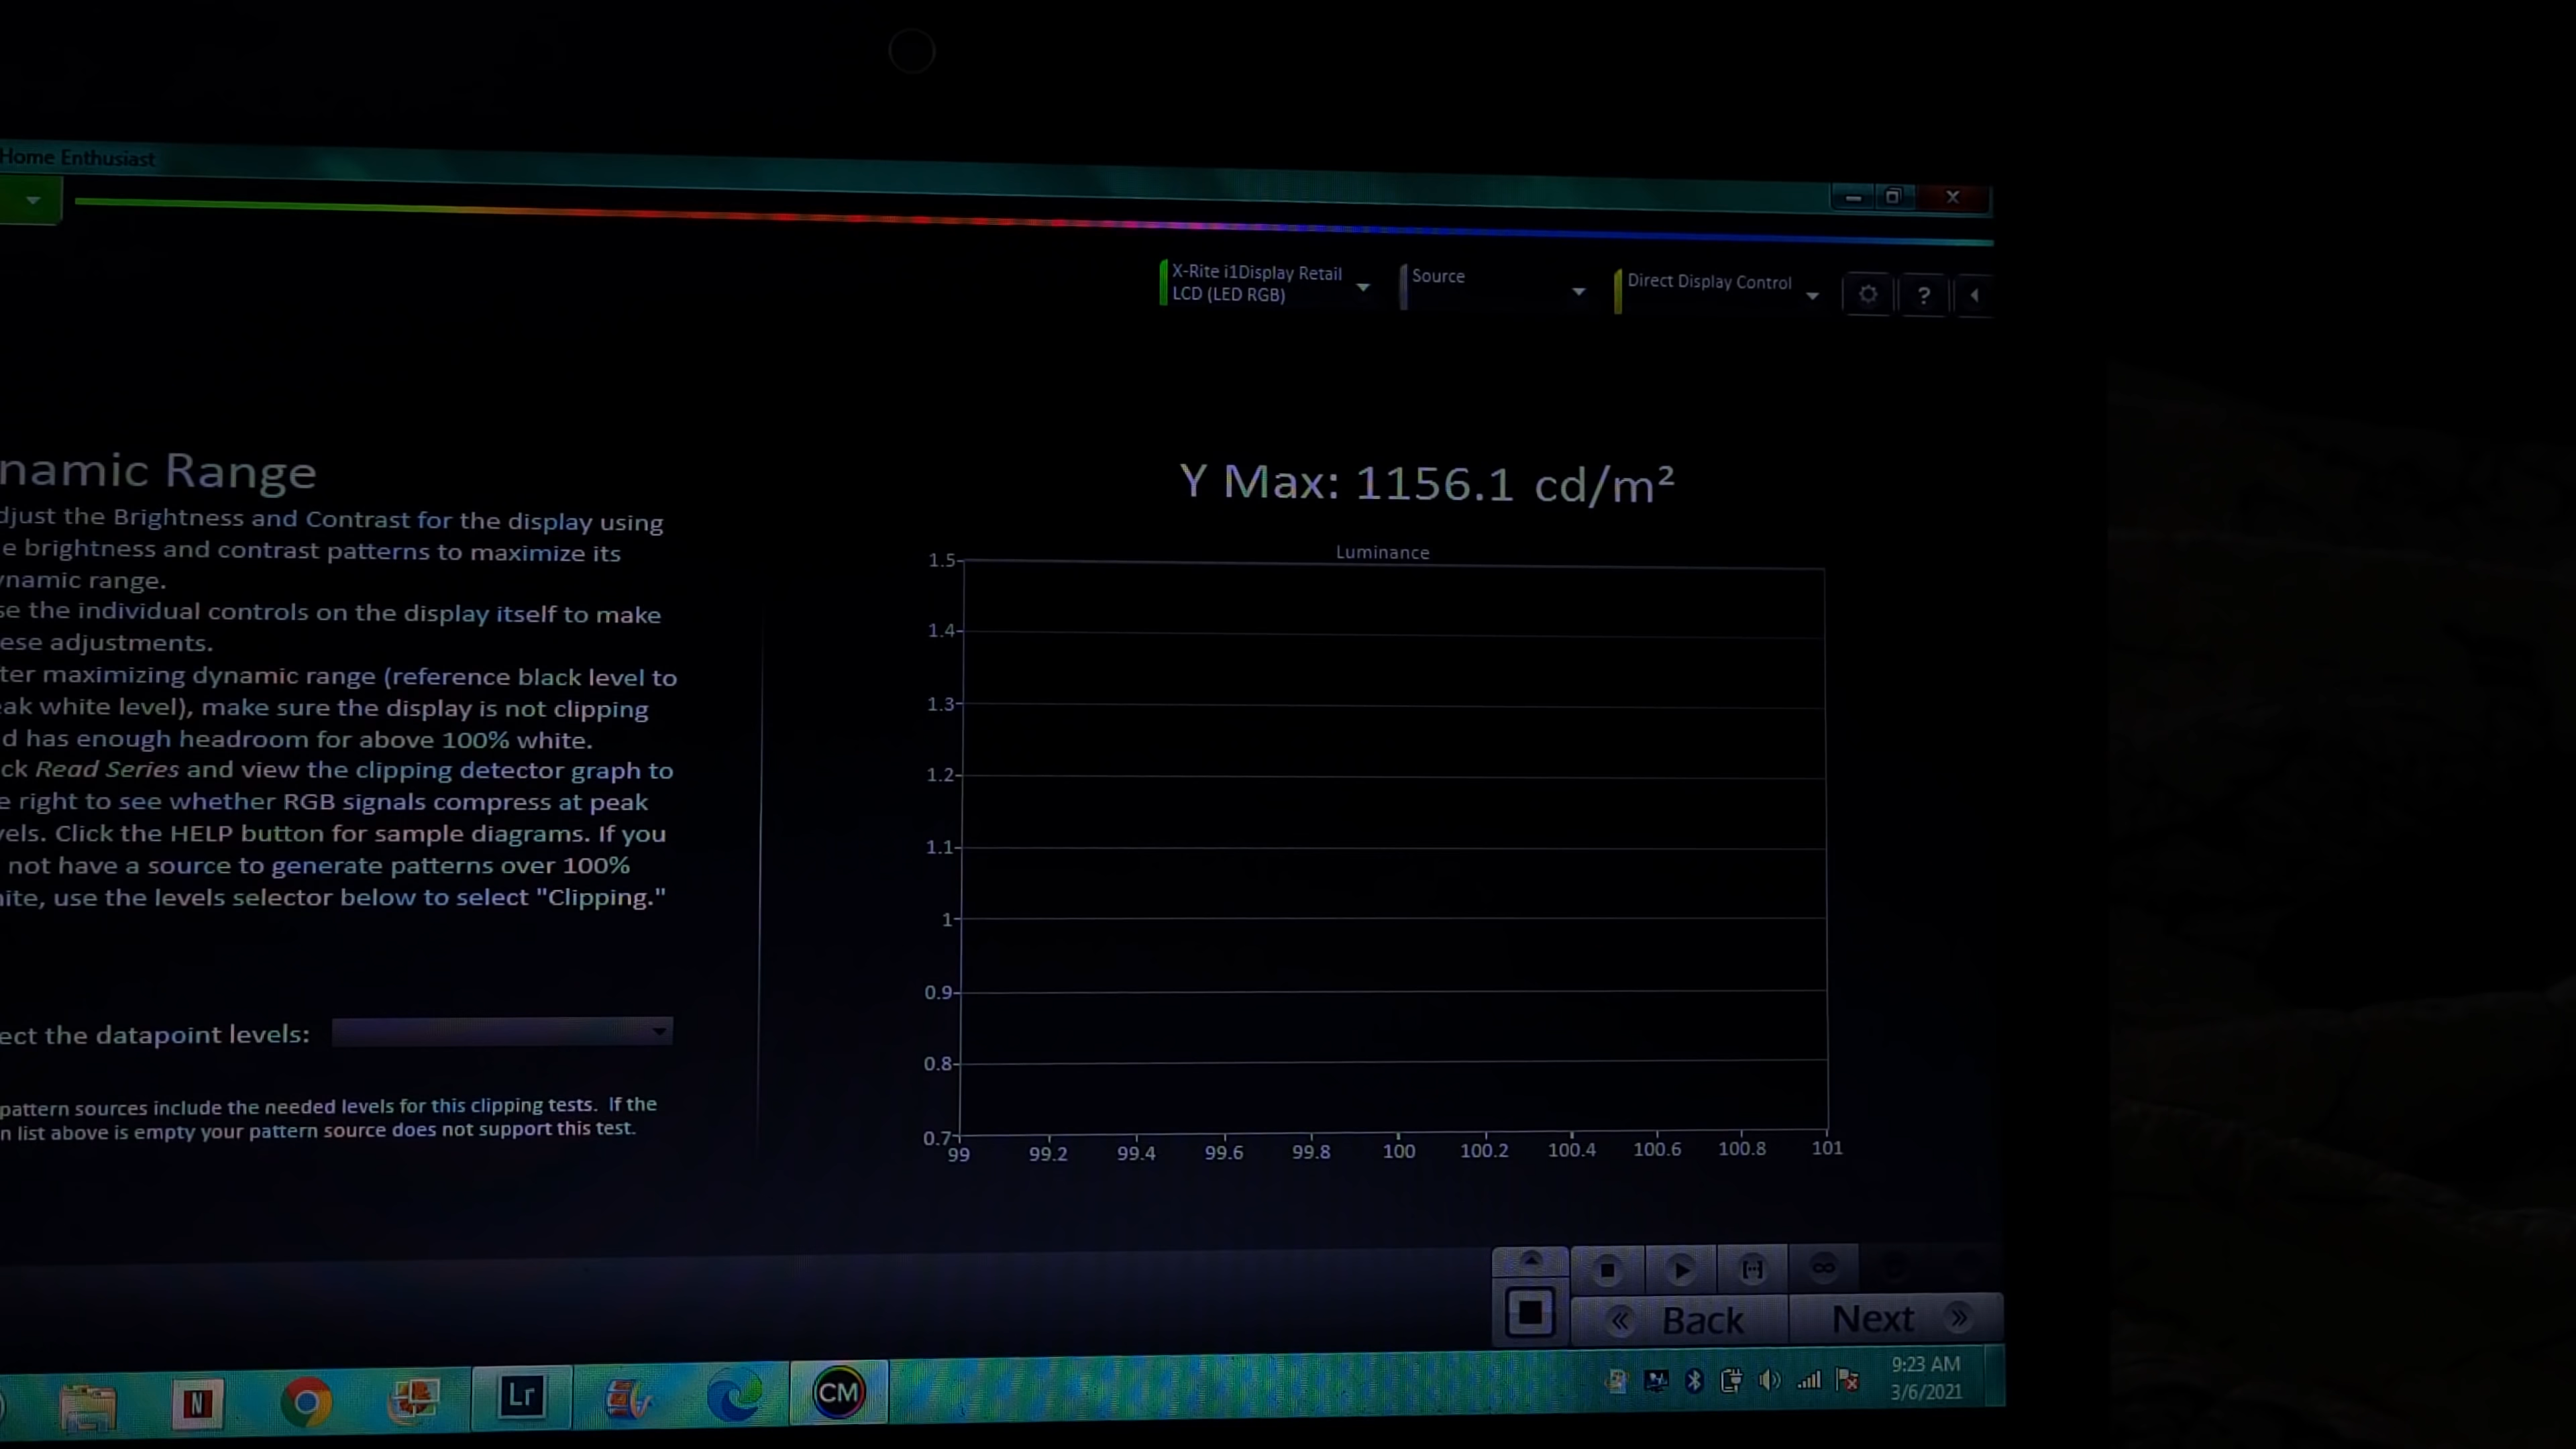 Home Enthusiast
X-Rite i1Display Retail
LCD (LED RGB)
Source
Direct Display Control
?
namic Range
djust the Brightness and Contrast for the display using
e brightness and contrast patterns to maximize its
ynamic range.
se the individual controls on the display itself to make
ese adjustments.
ter maximizing dynamic range (reference black level to
eak white level), make sure the display is not clipping
d has enough headroom for above 100% white.
ck Read Series and view the clipping detector graph to
e right to see whether RGB signals compress at peak
vels. Click the HELP button for sample diagrams. If you
not have a source to generate patterns over 100%
hite, use the levels selector below to select "Clipping."
ect the datapoint levels:
pattern sources include the needed levels for this clipping tests. If the
n list above is empty your pattern source does not support this test.
Y Max: 1156.1 cd/m²
Luminance
1.5
1.4
1.3
1.2
1.1
1
0.9
0.8
0.7
99 99.2 99.4 99.6 99.8 100 100.2 100.4 100.6 100.8 101
Back Next
N Lr CM
9:23 AM
3/6/2021